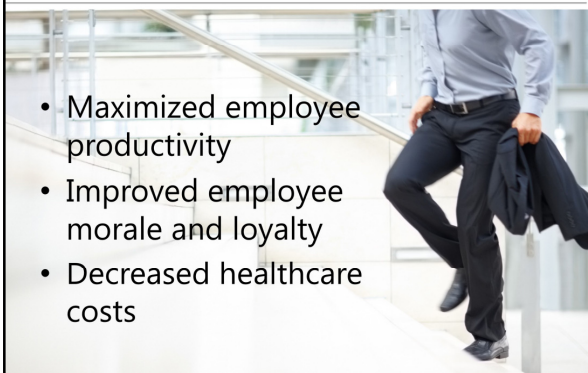 • Maximized employee
productivity
• Improved employee
morale and loyalty
• Decreased healthcare
costs